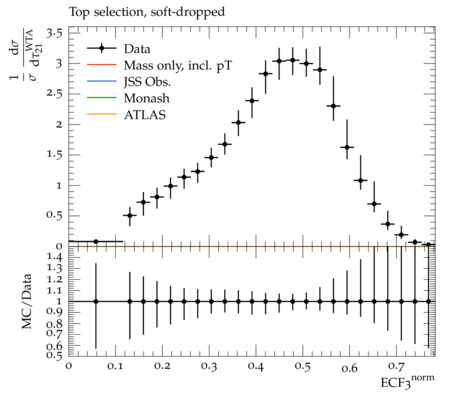 Top selection, soft-dropped
1/σ dσ/dτ₂₁^WTA
3.5
3
2.5
2
1.5
1
0.5
0
Data
Mass only, incl. pT
JSS Obs.
Monash
ATLAS
MC/Data
1.4
1.3
1.2
1.1
1
0.9
0.8
0.7
0.6
0.5
0 0.1 0.2 0.3 0.4 0.5 0.6 0.7
ECF3^norm